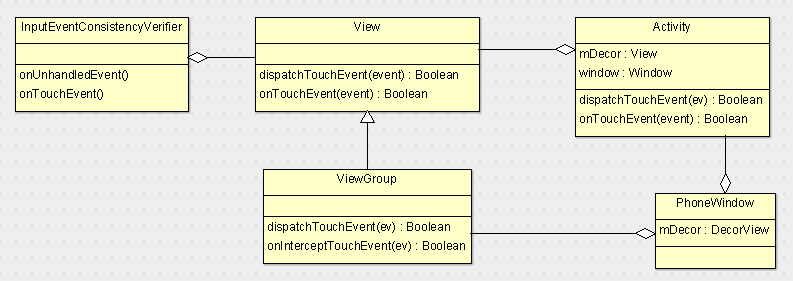 InputEventConsistencyVerifier
onUnhandledEvent()
onTouchEvent()
View
dispatchTouchEvent(event) : Boolean
onTouchEvent(event) : Boolean
Activity
mDecor : View
window : Window
dispatchTouchEvent(ev) : Boolean
onTouchEvent(event) : Boolean
ViewGroup
dispatchTouchEvent(ev) : Boolean
onInterceptTouchEvent(ev) : Boolean
PhoneWindow
mDecor : DecorView